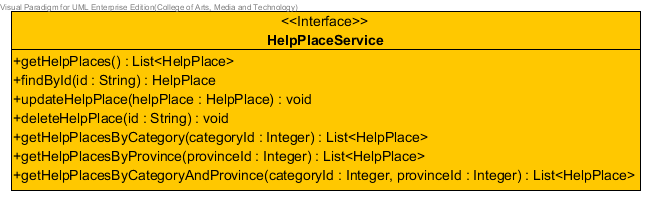 Visual Paradigm for UML Enterprise Edition(College of Arts, Media and Technology)
<<Interface>>
HelpPlaceService
+getHelpPlaces() : List<HelpPlace>
+findById(id : String) : HelpPlace
+updateHelpPlace(helpPlace : HelpPlace) : void
+deleteHelpPlace(id : String) : void
+getHelpPlacesByCategory(categoryId : Integer) : List<HelpPlace>
+getHelpPlacesByProvince(provinceId : Integer) : List<HelpPlace>
+getHelpPlacesByCategoryAndProvince(categoryId : Integer, provinceId : Integer) : List<HelpPlace>